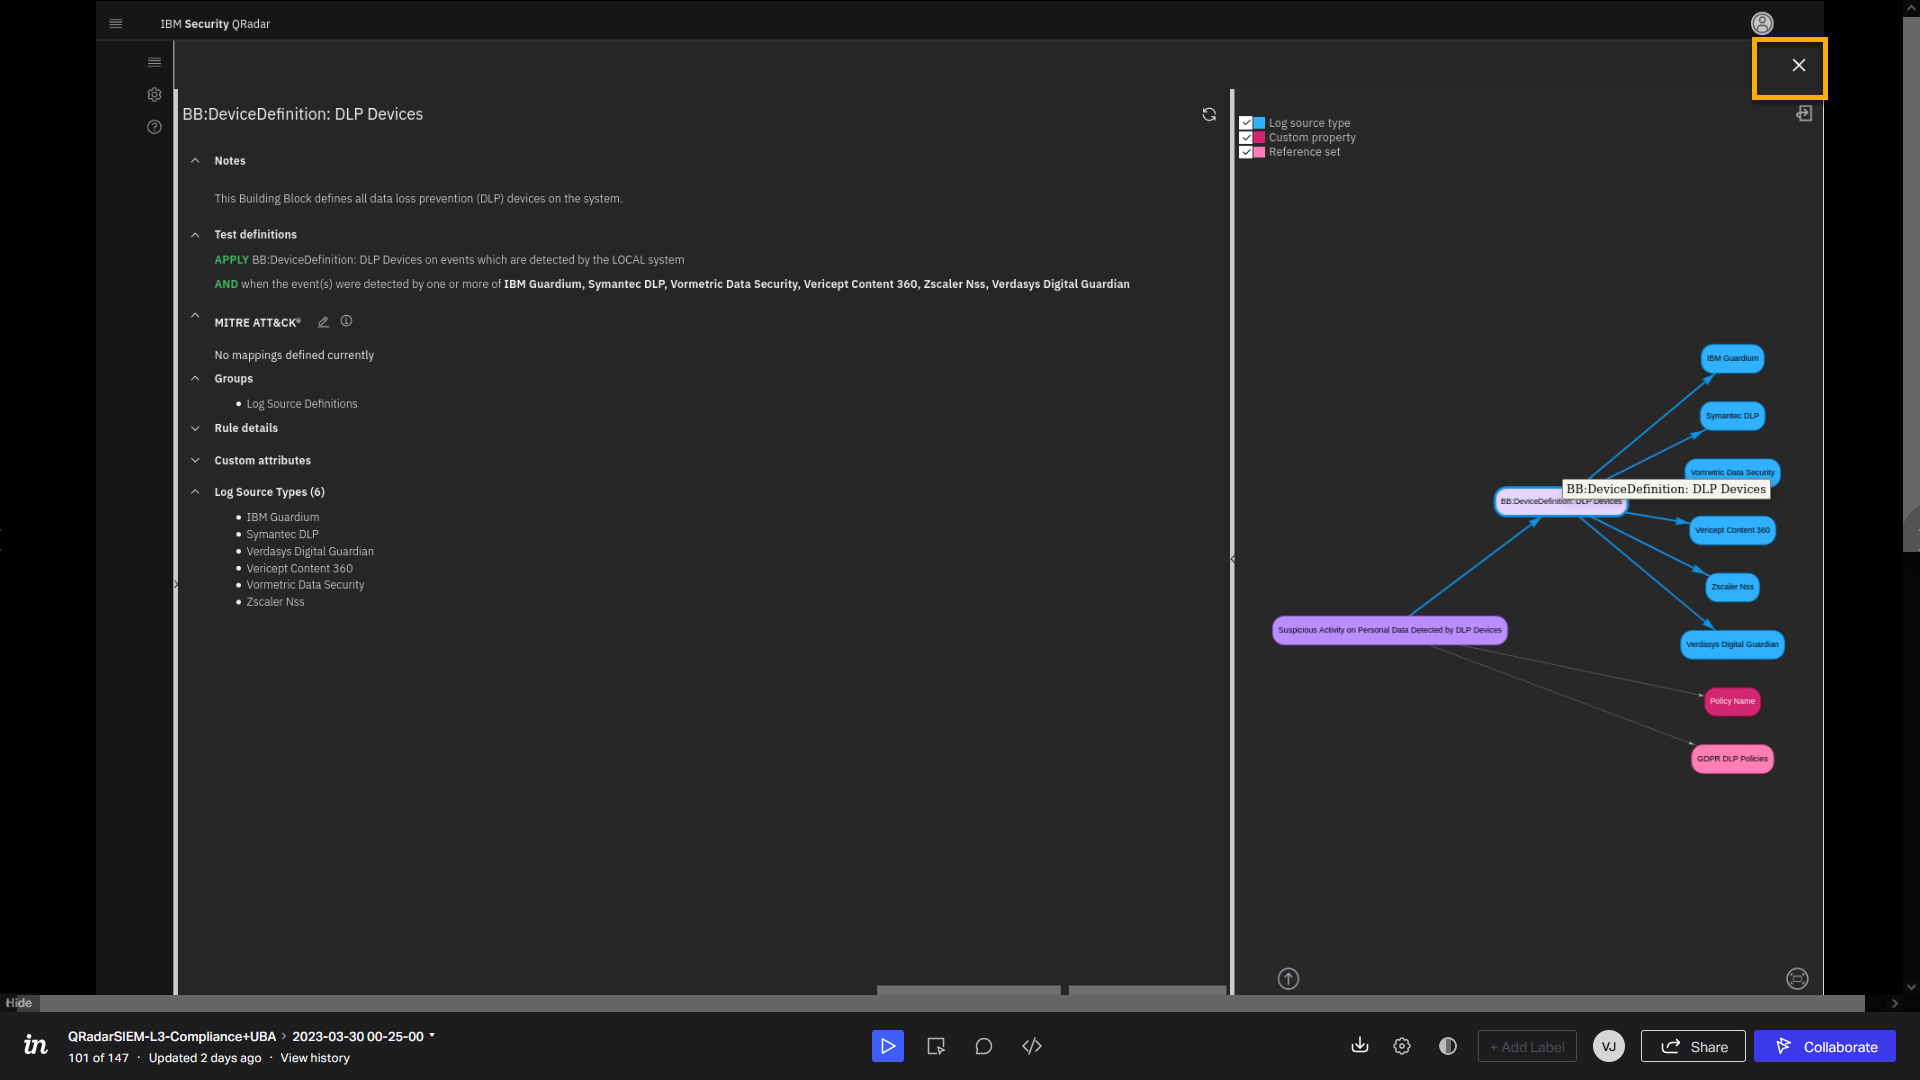 IBM Security QRadar
BB:DeviceDefinition: DLP Devices
Notes
This Building Block defines all data loss prevention (DLP) devices on the system.
Test definitions
APPLY BB:DeviceDefinition: DLP Devices on events which are detected by the LOCAL system
AND when the event(s) were detected by one or more of IBM Guardium, Symantec DLP, Vormetric Data Security, Vericept Content 360, Zscaler Nss, Verdasys Digital Guardian
MITRE ATT&CK®
No mappings defined currently
Groups
Log Source Definitions
Rule details
Custom attributes
Log Source Types (6)
IBM Guardium
Symantec DLP
Verdasys Digital Guardian
Vericept Content 360
Vormetric Data Security
Zscaler Nss
Log source type
Custom property
Reference set
IBM Guardium
Symantec DLP
Vormetric Data Security
BB:DeviceDefinition: DLP Devices
BB:DeviceDefinition: DLP Devices
Vericept Content 360
Zscaler Nss
Suspicious Activity on Personal Data Detected by DLP Devices
Verdasys Digital Guardian
Policy Name
GDPR DLP Policies
Hide
in
QRadarSIEM-L3-Compliance+UBA > 2023-03-30 00-25-00
101 of 147 · Updated 2 days ago · View history
+ Add Label
VJ
Share
Collaborate